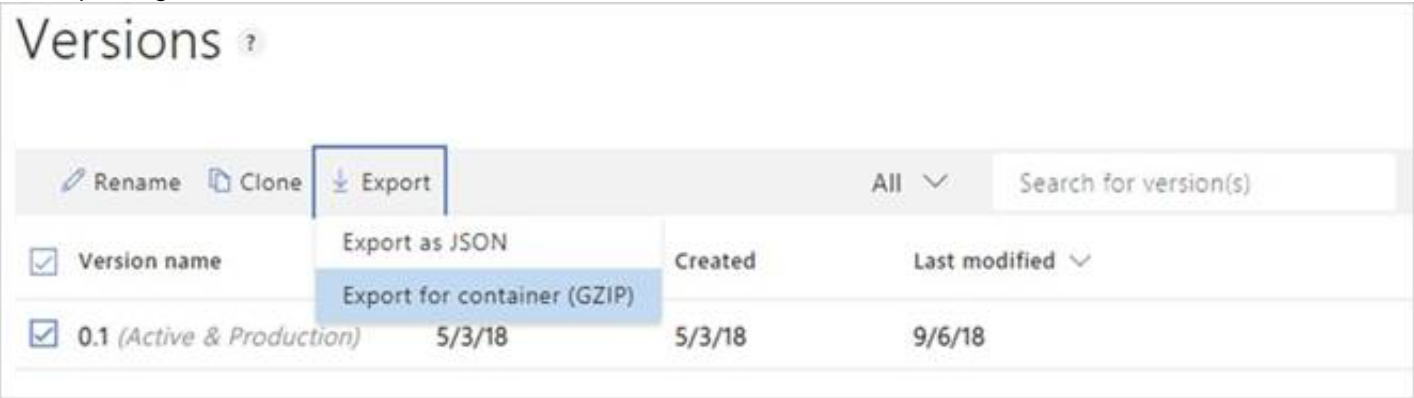 Versions ?
Rename Clone Export All Search for version(s)
Export as JSON
Version name Created Last modified
Export for container (GZIP)
0.1 (Active & Production) 5/3/18 5/3/18 9/6/18